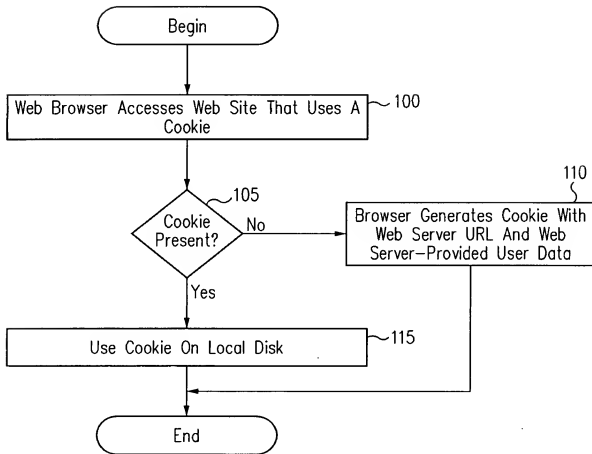 Begin
Web Browser Accesses Web Site That Uses A
Cookie
100
105
Cookie
Present?
No
110
Browser Generates Cookie With
Web Server URL And Web
Server-Provided User Data
Yes
Use Cookie On Local Disk
115
End